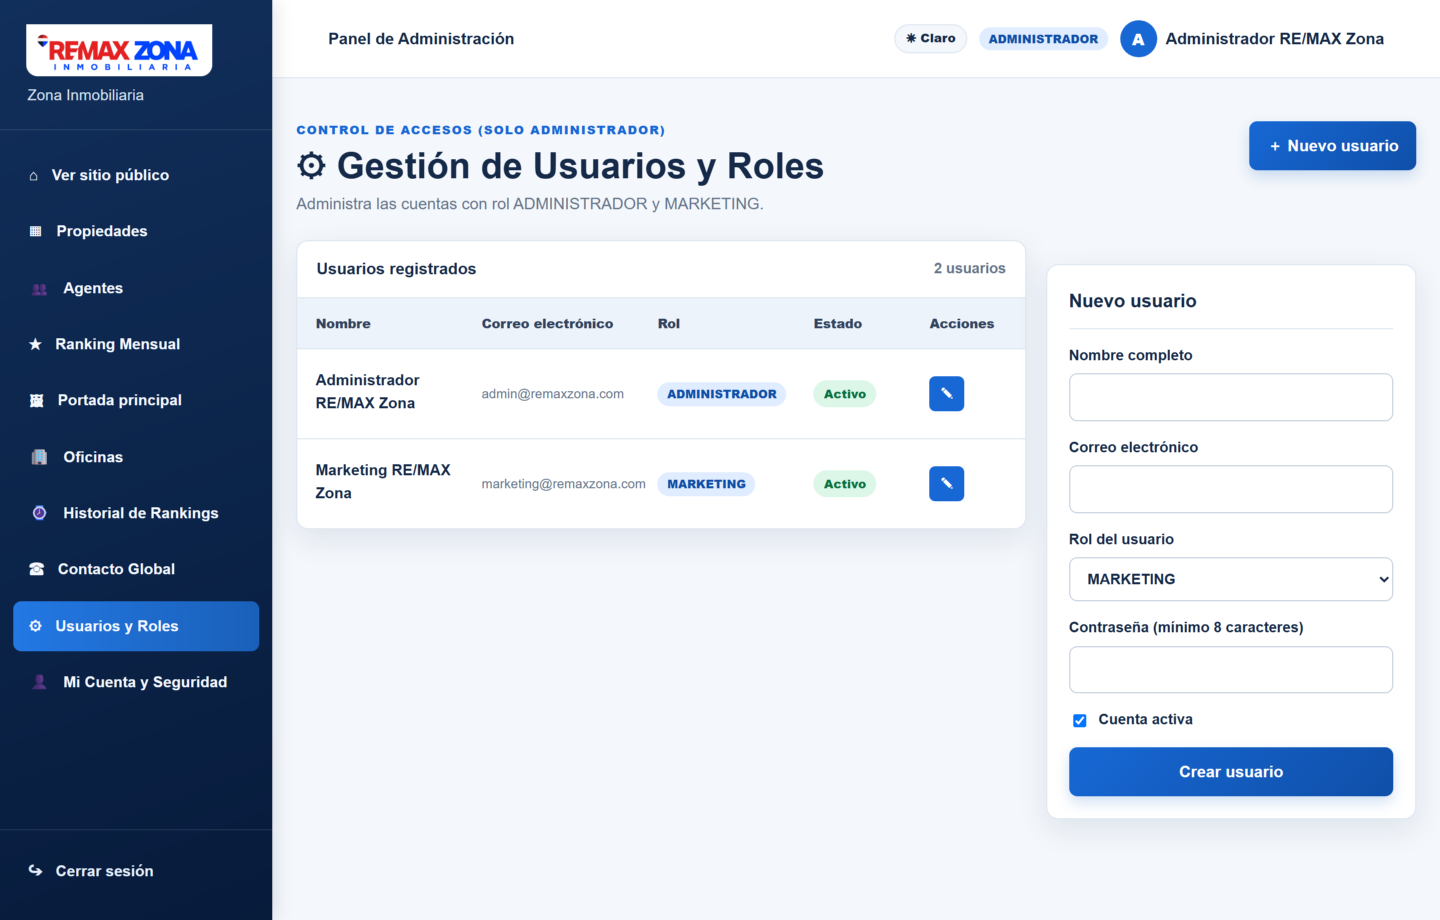 REMAX ZONA
INMOBILIARIA
Zona Inmobiliaria
Ver sitio público
Propiedades
Agentes
Ranking Mensual
Portada principal
Oficinas
Historial de Rankings
Contacto Global
Usuarios y Roles
Mi Cuenta y Seguridad
Cerrar sesión
Panel de Administración
Claro
ADMINISTRADOR
A
Administrador RE/MAX Zona
CONTROL DE ACCESOS (SOLO ADMINISTRADOR)
Gestión de Usuarios y Roles
Administra las cuentas con rol ADMINISTRADOR y MARKETING.
+ Nuevo usuario
Usuarios registrados 2 usuarios
Nombre Correo electrónico Rol Estado Acciones
Administrador
RE/MAX Zona
admin@remaxzona.com ADMINISTRADOR Activo
Marketing RE/MAX
Zona
marketing@remaxzona.com MARKETING Activo
Nuevo usuario
Nombre completo
Correo electrónico
Rol del usuario
MARKETING
Contraseña (mínimo 8 caracteres)
Cuenta activa
Crear usuario